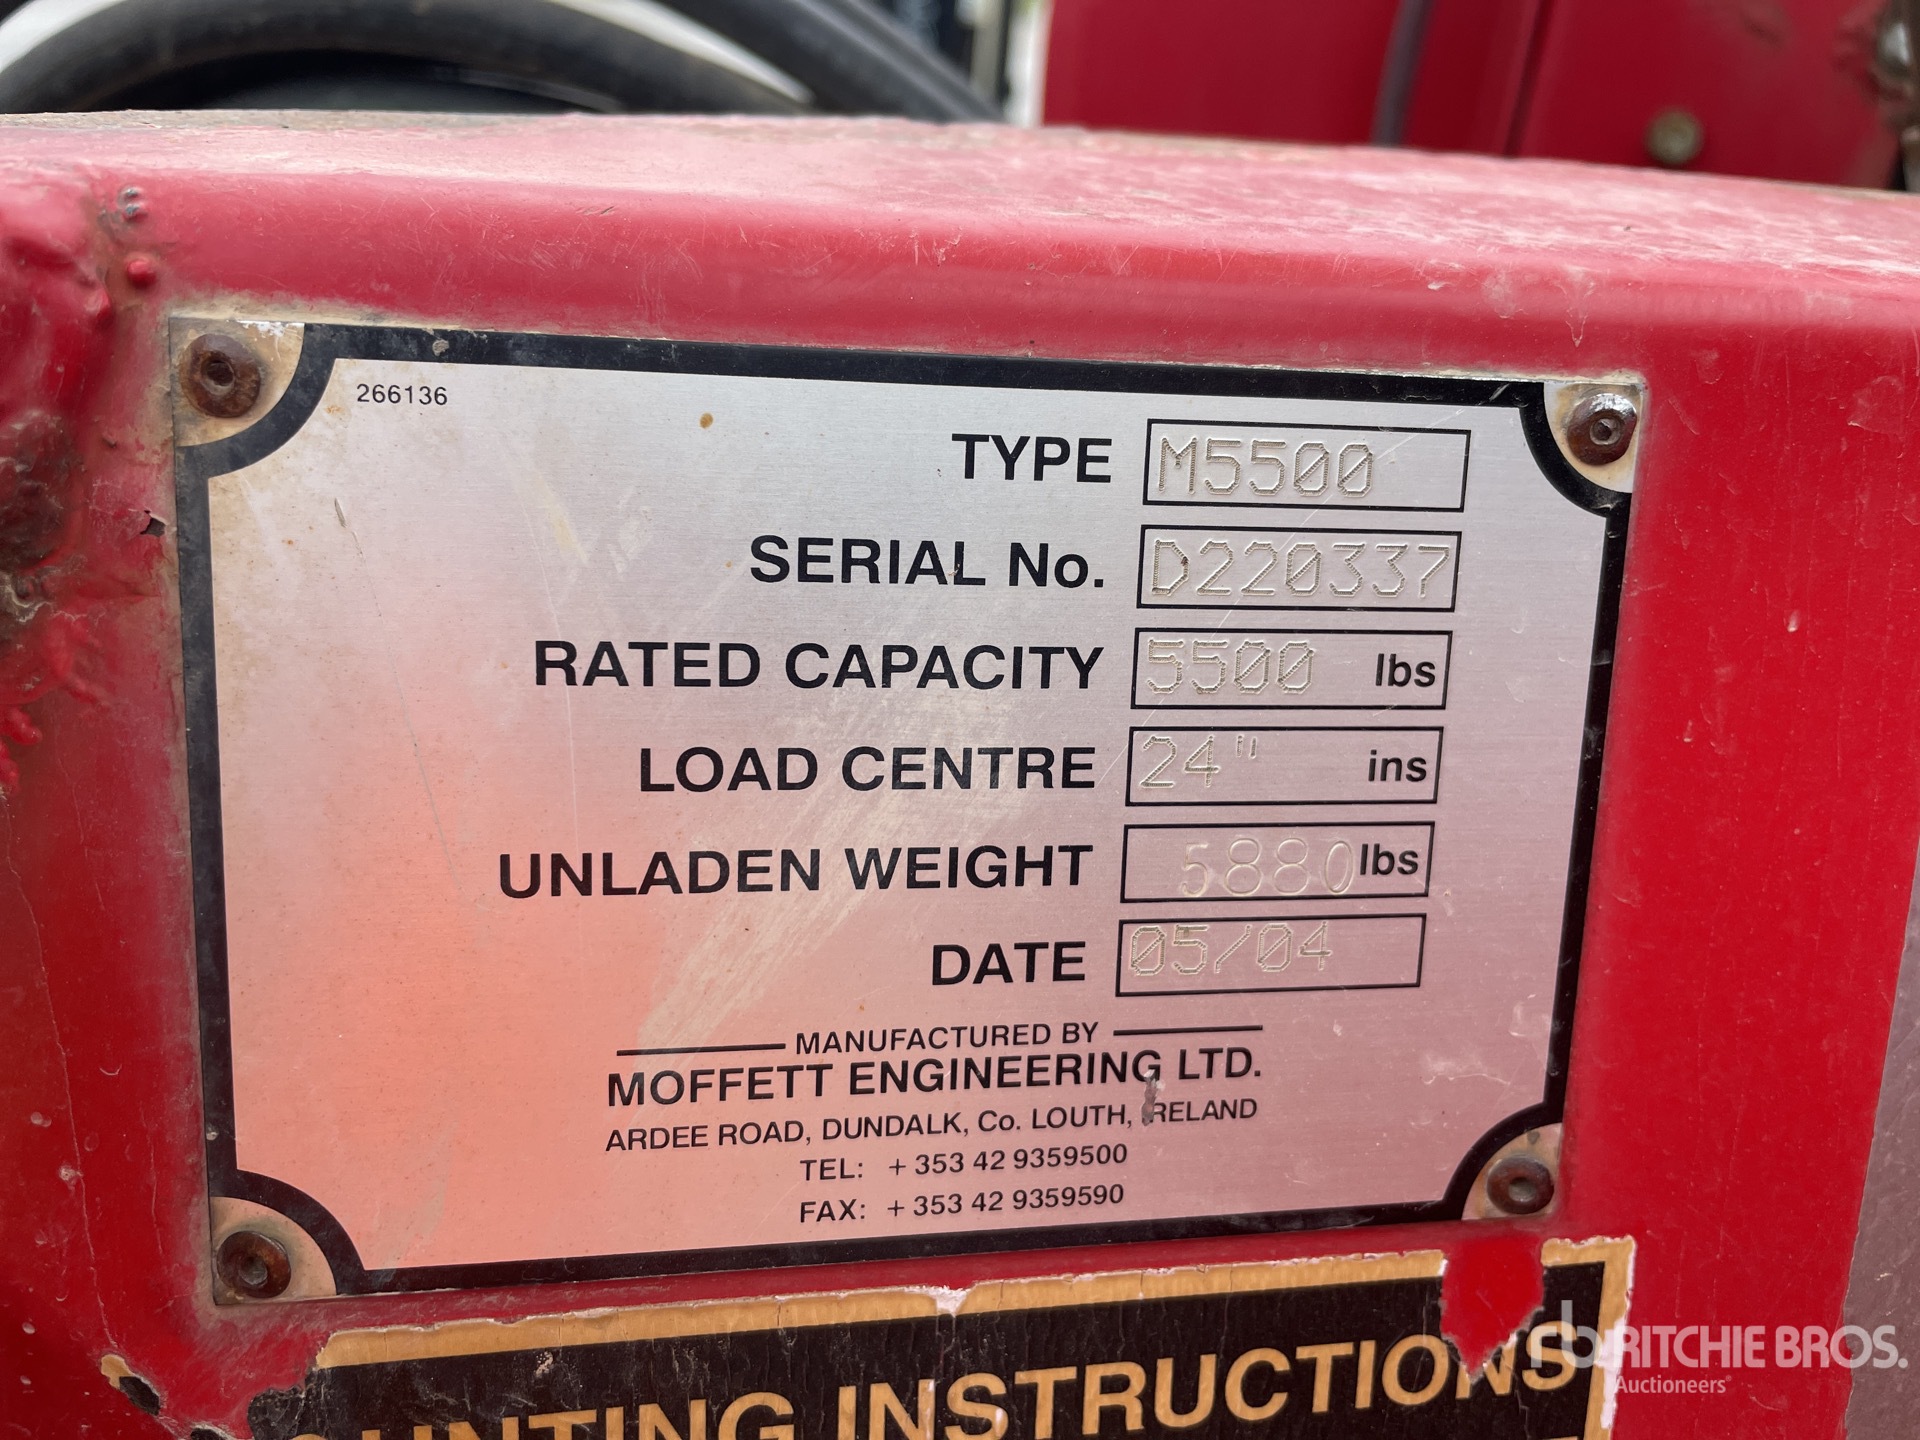 266136
TYPE M5500
SERIAL No. D220337
RATED CAPACITY 5500 lbs
LOAD CENTRE 24" ins
UNLADEN WEIGHT 5880 lbs
DATE 05/04
MANUFACTURED BY
MOFFETT ENGINEERING LTD.
ARDEE ROAD, DUNDALK, Co. LOUTH, IRELAND
TEL: + 353 42 9359500
FAX: + 353 42 9359590
INSTRUCTIONS
rb RITCHIE BROS.
Auctioneers